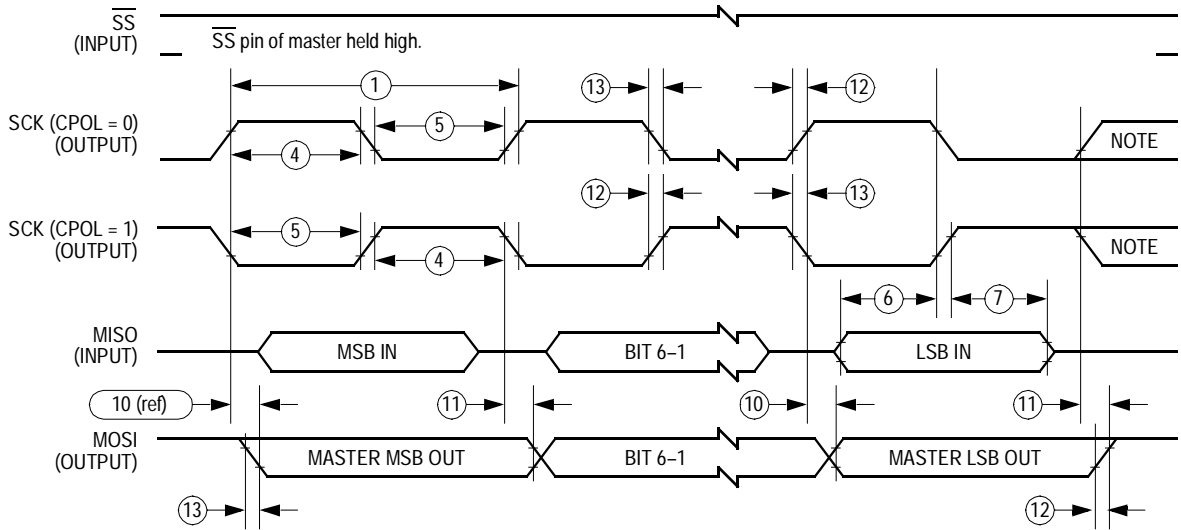 SS
(INPUT)
SS pin of master held high.
1
13
12
SCK (CPOL = 0)
(OUTPUT)
5
4
NOTE
12
13
SCK (CPOL = 1)
(OUTPUT)
5
4
NOTE
6
7
MISO
(INPUT)
MSB IN
BIT 6–1
LSB IN
10 (ref)
11
10
11
MOSI
(OUTPUT)
MASTER MSB OUT
BIT 6–1
MASTER LSB OUT
13
12